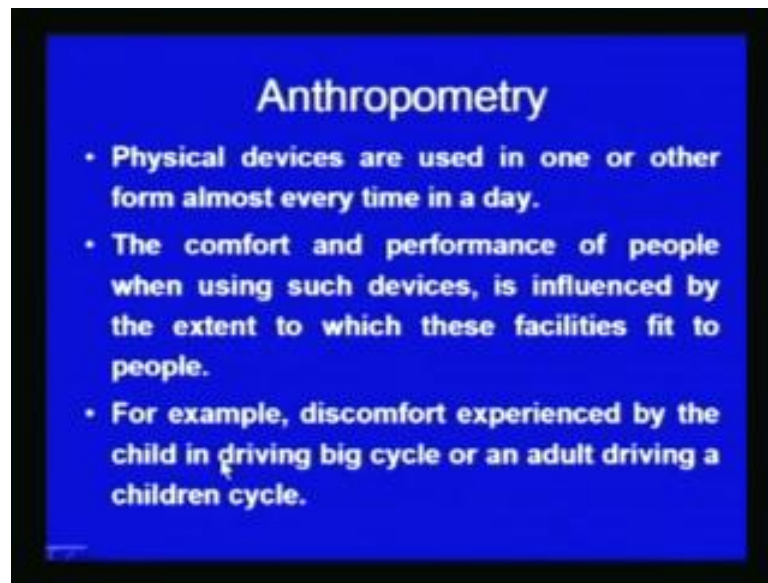 Anthropometry
• Physical devices are used in one or other
form almost every time in a day.
• The comfort and performance of people
when using such devices, is influenced by
the extent to which these facilities fit to
people.
• For example, discomfort experienced by the
child in driving big cycle or an adult driving a
children cycle.